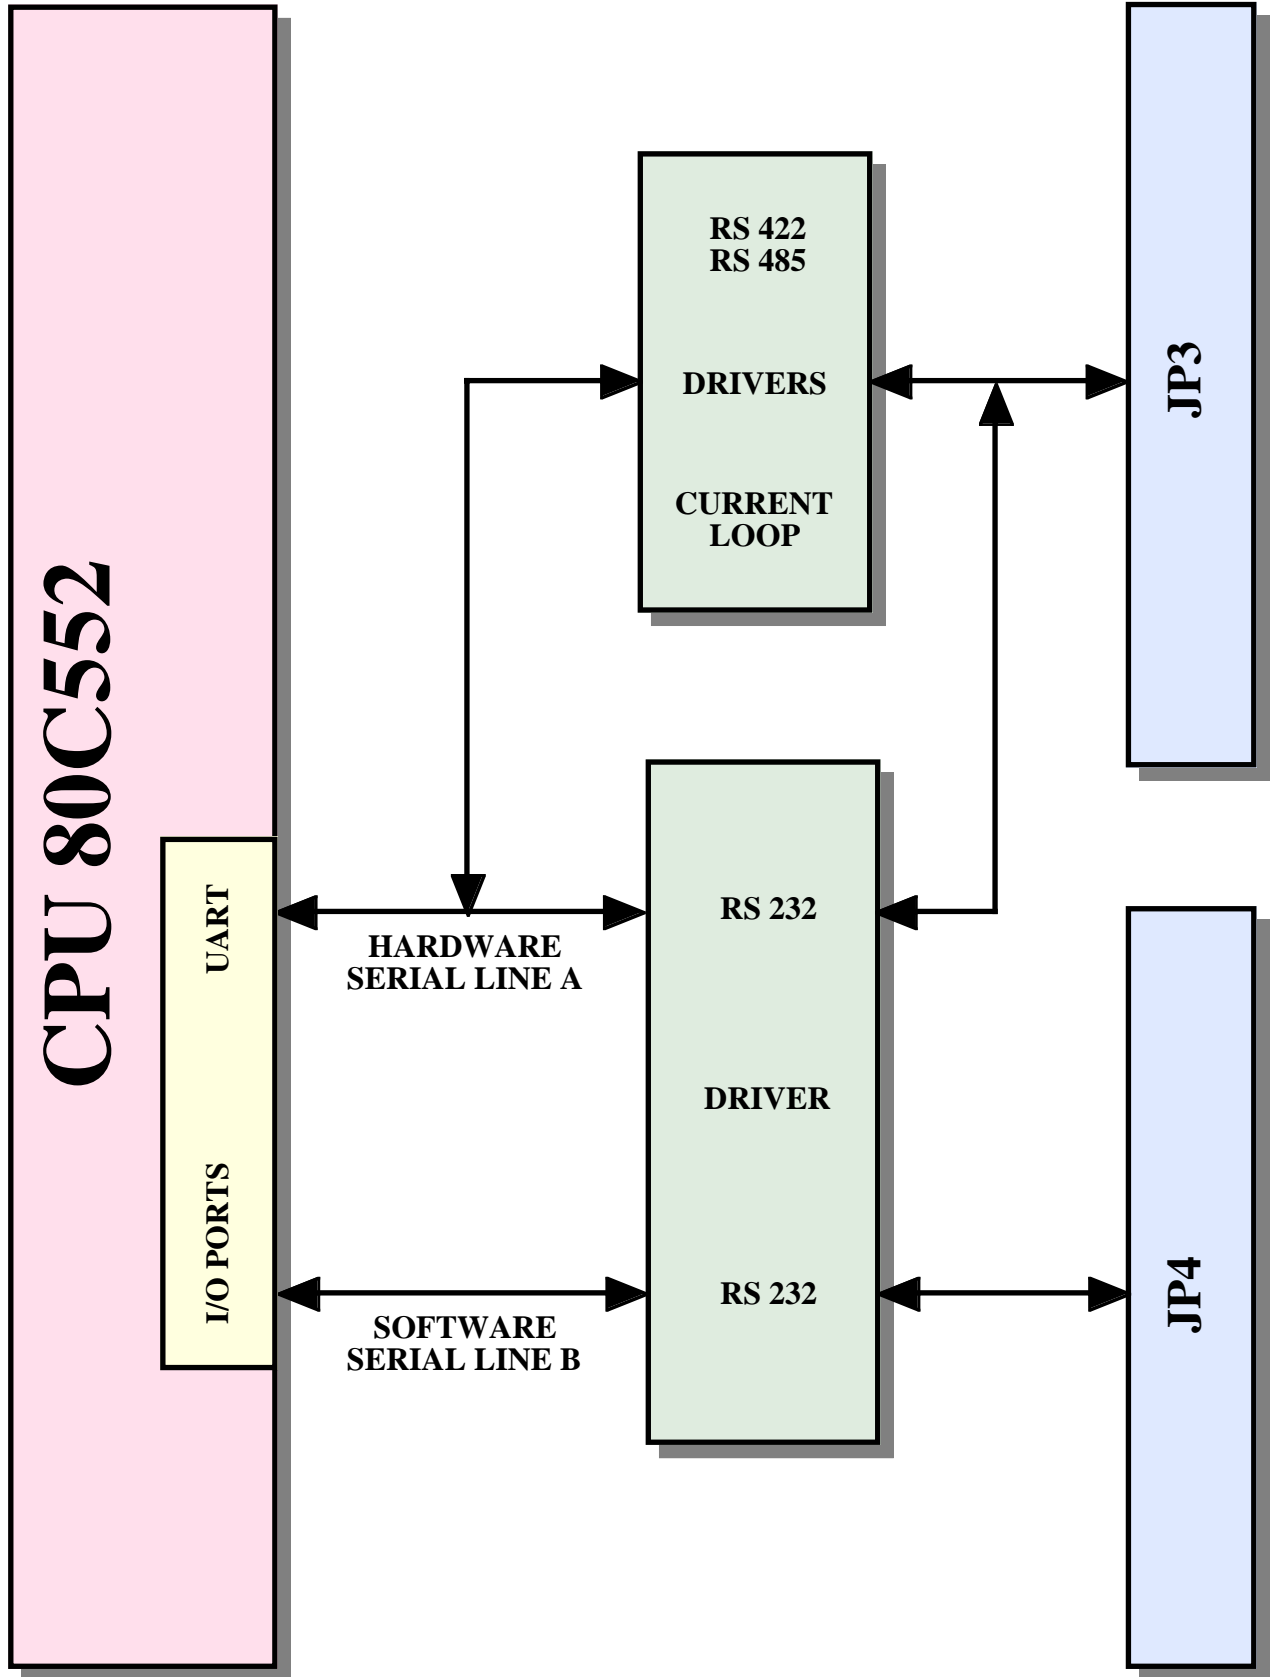 CPU 80C552
UART
I/O PORTS
HARDWARE
SERIAL LINE A
SOFTWARE
SERIAL LINE B
RS 422
RS 485
DRIVERS
CURRENT
LOOP
RS 232
DRIVER
RS 232
JP3
JP4